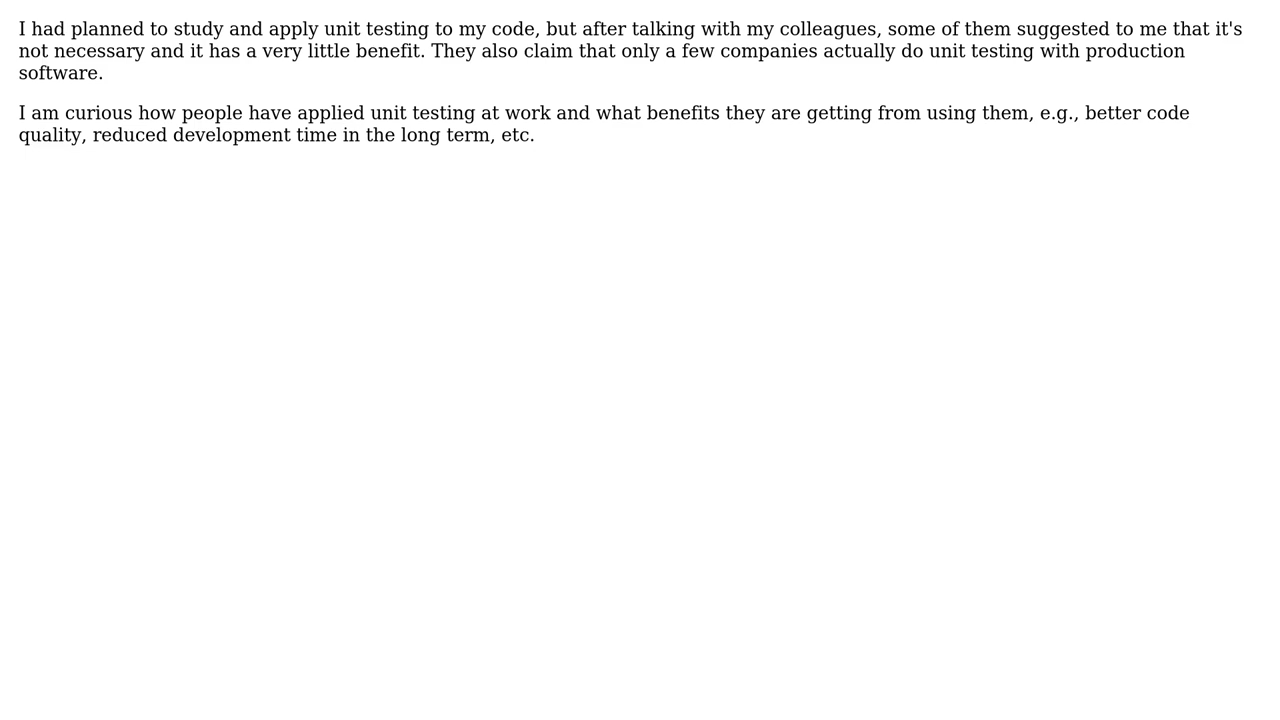 I had planned to study and apply unit testing to my code, but after talking with my colleagues, some of them suggested to me that it's
not necessary and it has a very little benefit. They also claim that only a few companies actually do unit testing with production
software.
I am curious how people have applied unit testing at work and what benefits they are getting from using them, e.g., better code
quality, reduced development time in the long term, etc.